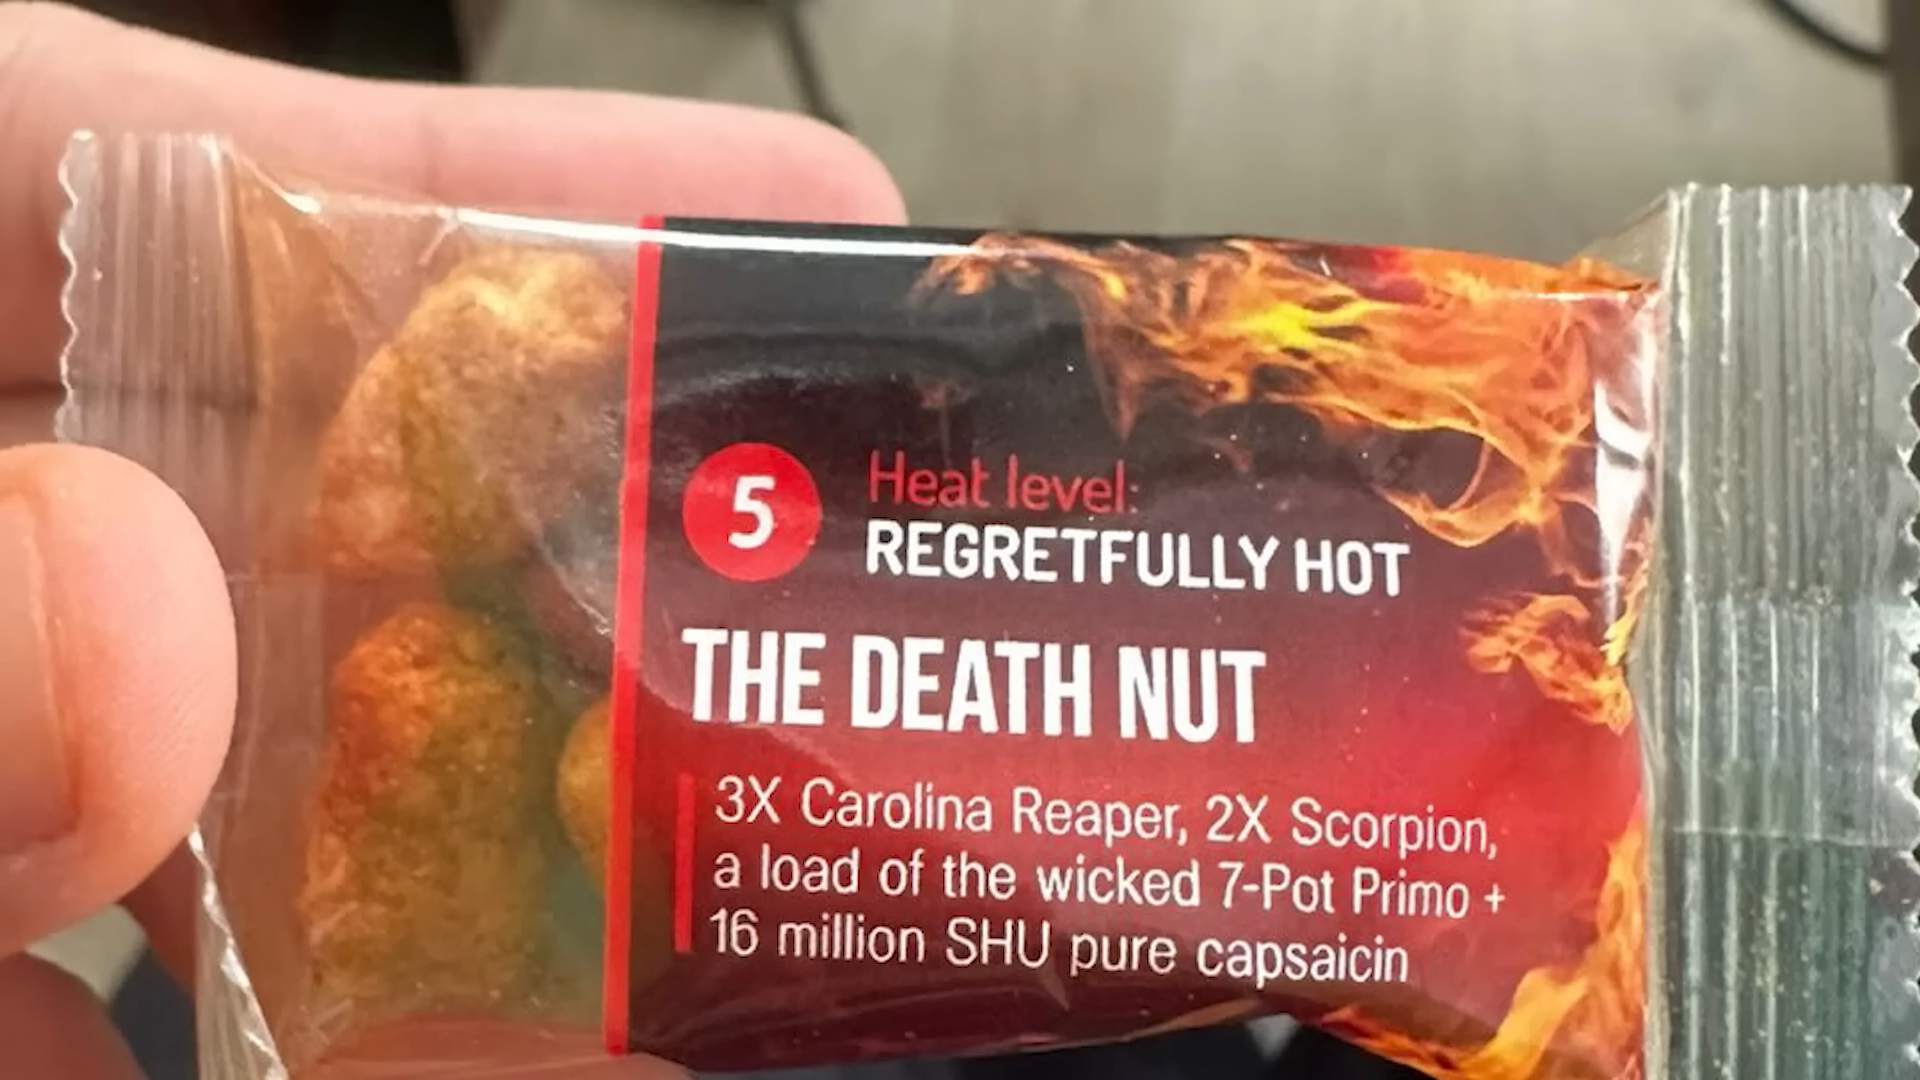 5
Heat level:
REGRETFULLY HOT
THE DEATH NUT
3X Carolina Reaper, 2X Scorpion,
a load of the wicked 7-Pot Primo +
16 million SHU pure capsaicin